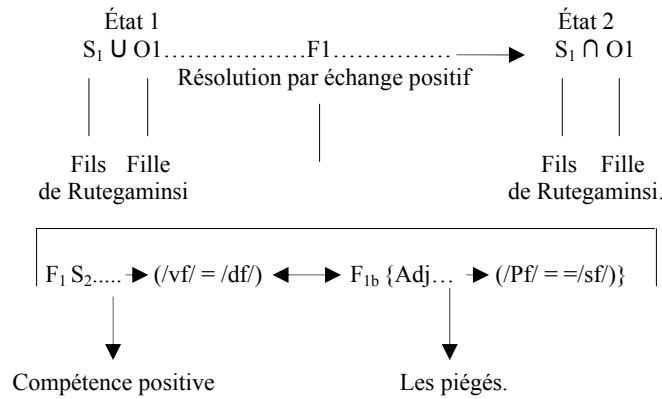 État 1 État 2
S₁ ∪ O1……………………F1…………… S₁ ∩ O1
Résolution par échange positif
Fils Fille Fils Fille
de Rutegaminsi de Rutegaminsi.
F₁ S₂..... (/vf/ = /df/) F₁b {Adj… (/Pf/ = =/sf/)}
Compétence positive Les piégés.